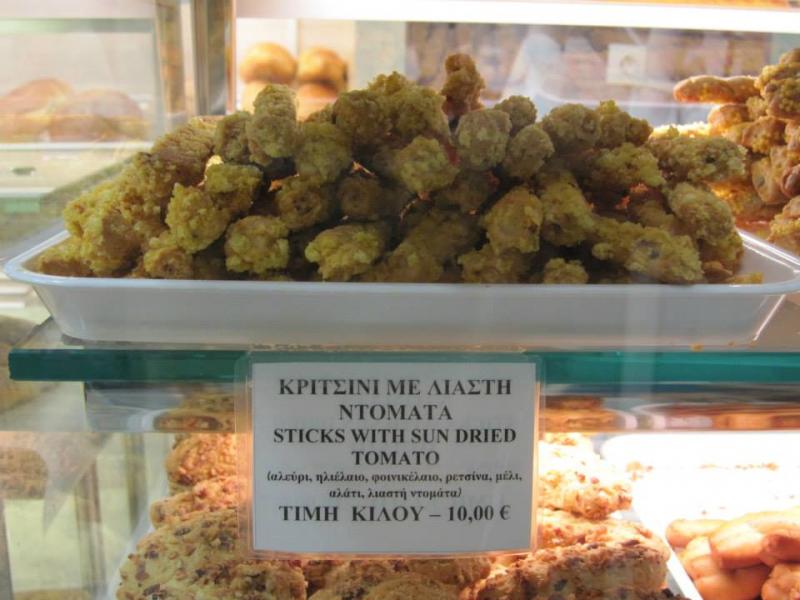 ΚΡΙΤΣΙΝΙ ΜΕ ΛΙΑΣΤΗ
ΝΤΟΜΑΤΑ
STICKS WITH SUN DRIED
TOMATO
(αλεύρι, ηλιέλαιο, φοινικέλαιο, ρετσίνα, μέλι,
αλάτι, λιαστή ντομάτα)
ΤΙΜΗ ΚΙΛΟΥ – 10,00 €